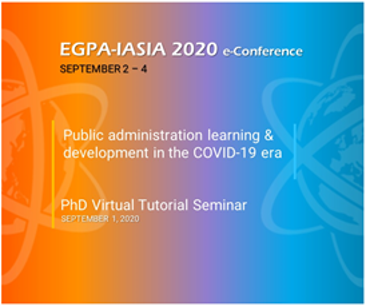 EGPA-IASIA 2020 e-Conference
SEPTEMBER 2 – 4
Public administration learning &
development in the COVID-19 era
PhD Virtual Tutorial Seminar
SEPTEMBER 1, 2020